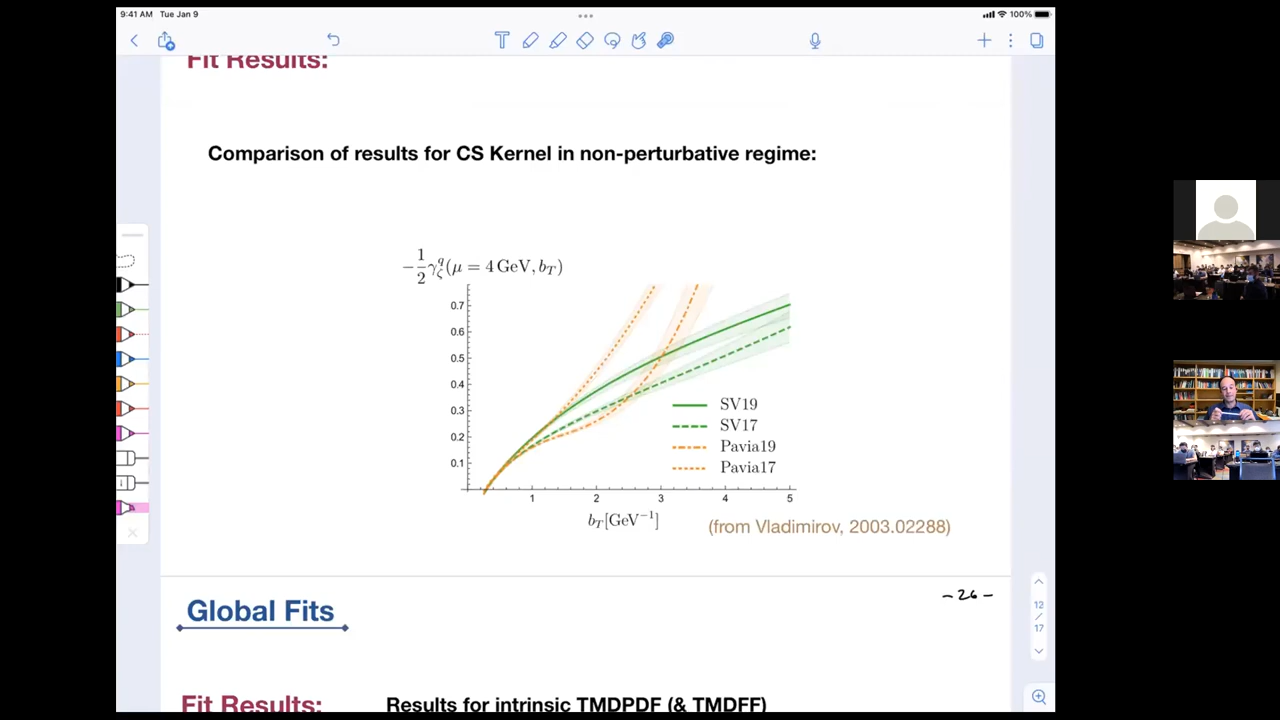 9:41 AM Tue Jan 9
100%
Fit Results:
Comparison of results for CS Kernel in non-perturbative regime:
−1/2 γ_ζ^q(μ = 4 GeV, b_T)
0.7
0.6
0.5
0.4
0.3
0.2
0.1
1 2 3 4 5
SV19
SV17
Pavia19
Pavia17
b_T[GeV⁻¹]
(from Vladimirov, 2003.02288)
- 26 -
Global Fits
12
/
17
Fit Results: Results for intrinsic TMDPDF (& TMDFF)